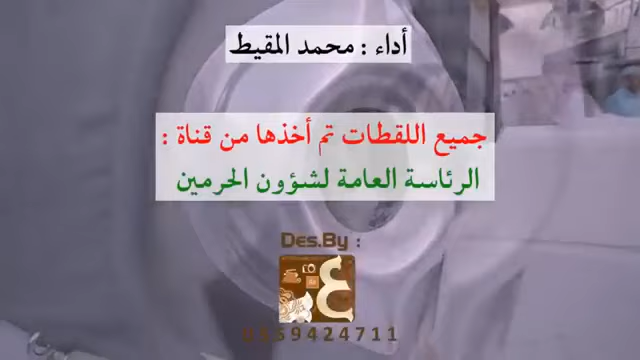 أداء : محمد المقيط
جميع اللقطات تم أخذها من قناة :
الرئاسة العامة لشؤون الحرمين
Des.By :
ع
0559424711